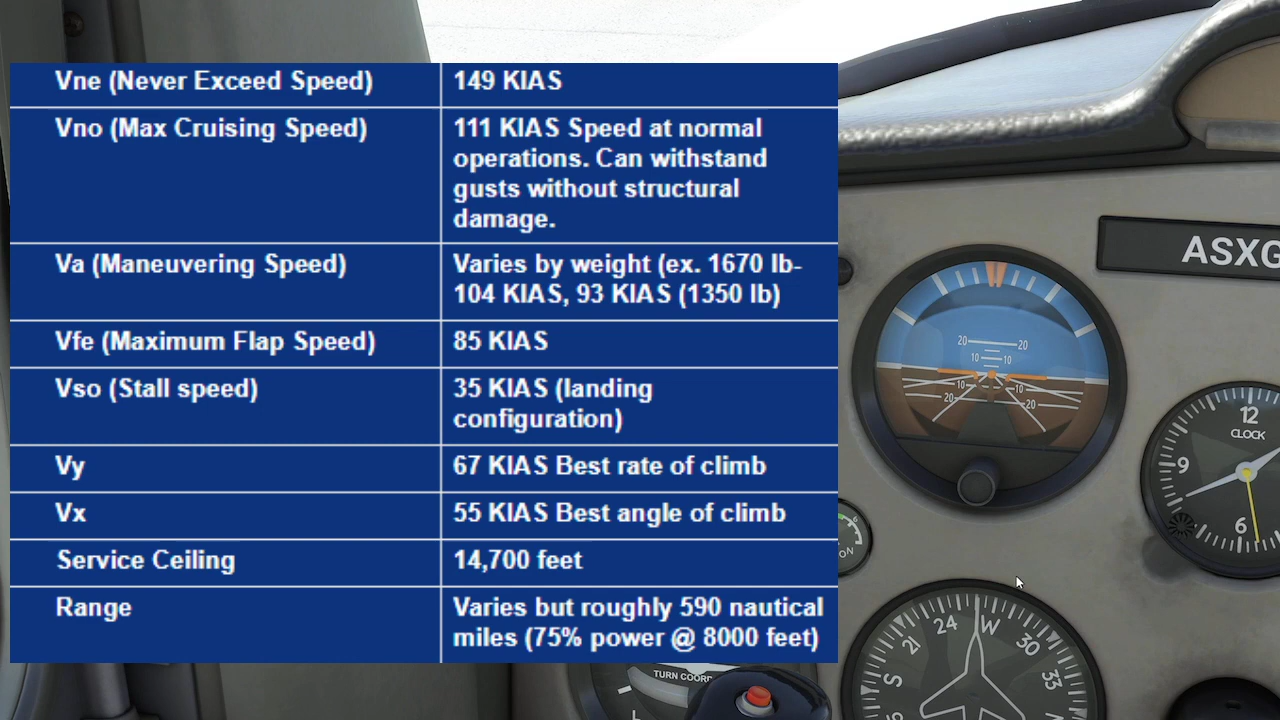 Vne (Never Exceed Speed)
149 KIAS
Vno (Max Cruising Speed)
111 KIAS Speed at normal
operations. Can withstand
gusts without structural
damage.
Va (Maneuvering Speed)
Varies by weight (ex. 1670 lb-
104 KIAS, 93 KIAS (1350 lb)
Vfe (Maximum Flap Speed)
85 KIAS
Vso (Stall speed)
35 KIAS (landing
configuration)
Vy
67 KIAS Best rate of climb
Vx
55 KIAS Best angle of climb
Service Ceiling
14,700 feet
Range
Varies but roughly 590 nautical
miles (75% power @ 8000 feet)
ASXG
20 20
10 10
10 10
20 20
12
CLOCK
9
6
6
ON
S 21 24 W 30 33
TURN COOR
L